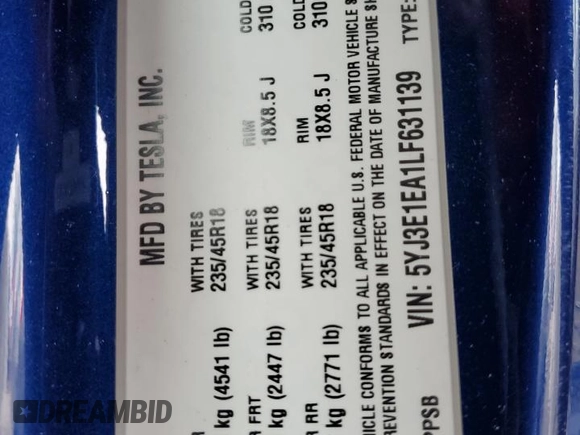 MFD BY TESLA, INC.
kg (4541 lb) WITH TIRES
235/45R18
FRT WITH TIRES RIM COLD
kg (2447 lb) 235/45R18 18X8.5 J 310
RR WITH TIRES RIM COLD
kg (2771 lb) 235/45R18 18X8.5 J 310
HICLE CONFORMS TO ALL APPLICABLE U.S. FEDERAL MOTOR VEHICLE S
REVENTION STANDARDS IN EFFECT ON THE DATE OF MANUFACTURE SH
VIN: 5YJ3E1EA1LF631139 TYPE:
PPSB
DREAMBID